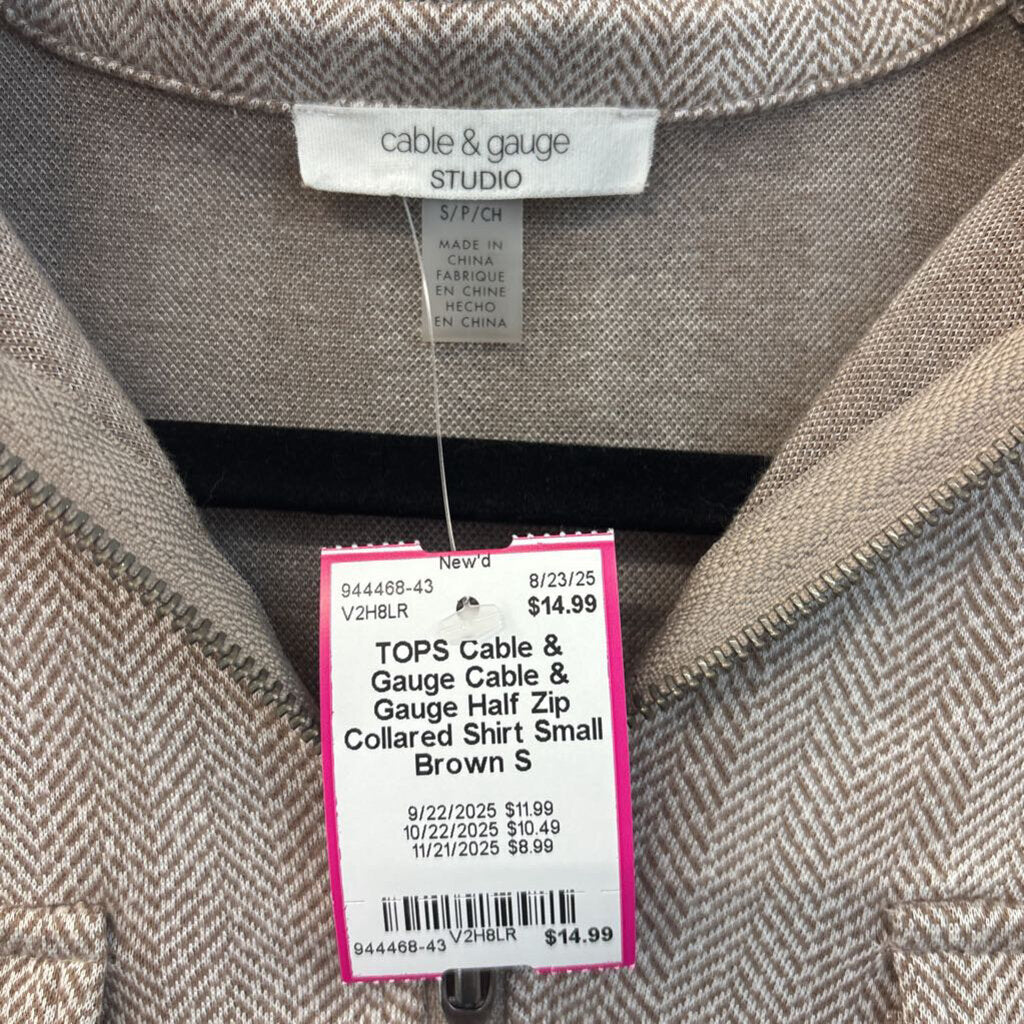 cable & gauge
STUDIO
S/P/CH
MADE IN
CHINA
FABRIQUE
EN CHINE
HECHO
EN CHINA
New'd
944468-43 8/23/25
V2H8LR $14.99
TOPS Cable &
Gauge Cable &
Gauge Half Zip
Collared Shirt Small
Brown S
9/22/2025 $11.99
10/22/2025 $10.49
11/21/2025 $8.99
944468-43 V2H8LR $14.99